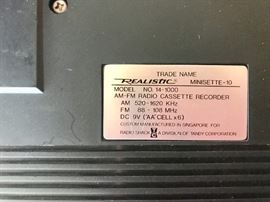 TRADE NAME
REALISTIC® MINISETTE-10
MODEL NO. 14-1000
AM-FM RADIO CASSETTE RECORDER
AM 520-1620 KHz
FM 88 - 108 MHz
DC 9V ("AA" CELL x 6)
CUSTOM MANUFACTURED IN SINGAPORE FOR
RADIO SHACK A DIVISION OF TANDY CORPORATION